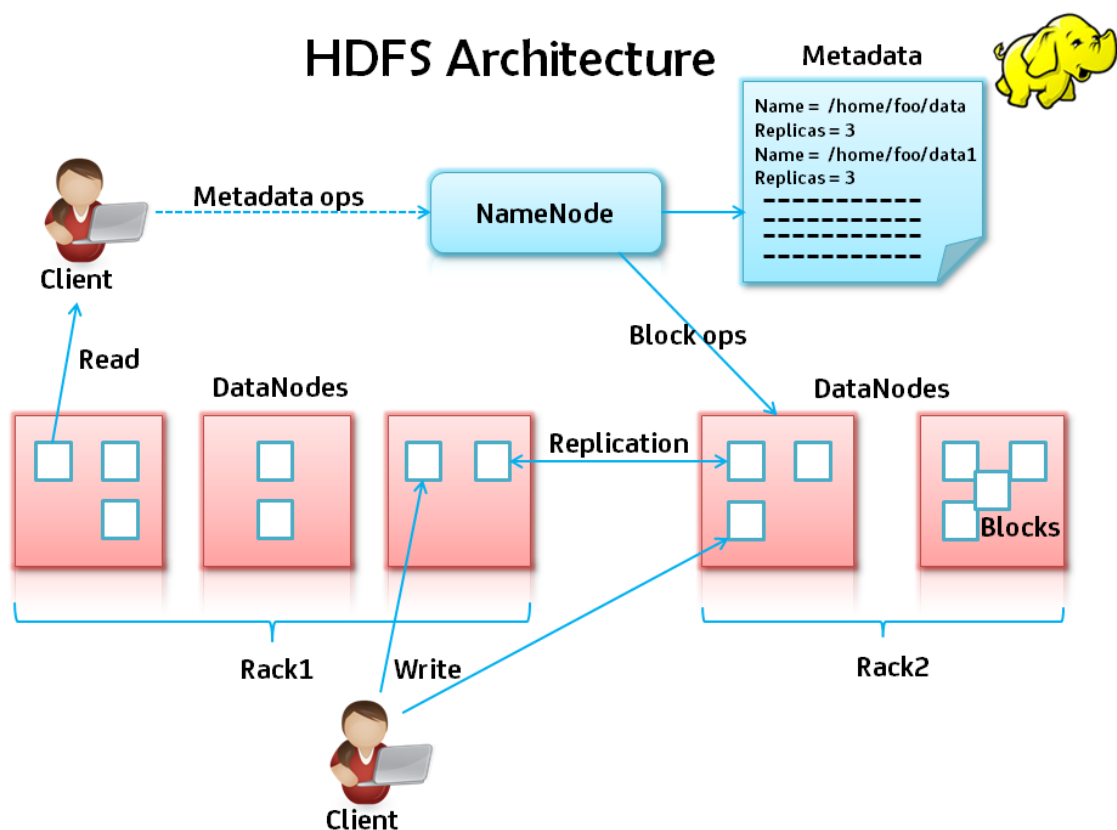 HDFS Architecture
Metadata
Name = /home/foo/data
Replicas = 3
Name = /home/foo/data1
Replicas = 3
Metadata ops
NameNode
Client
Block ops
Read
DataNodes
DataNodes
Replication
Blocks
Rack1
Write
Rack2
Client